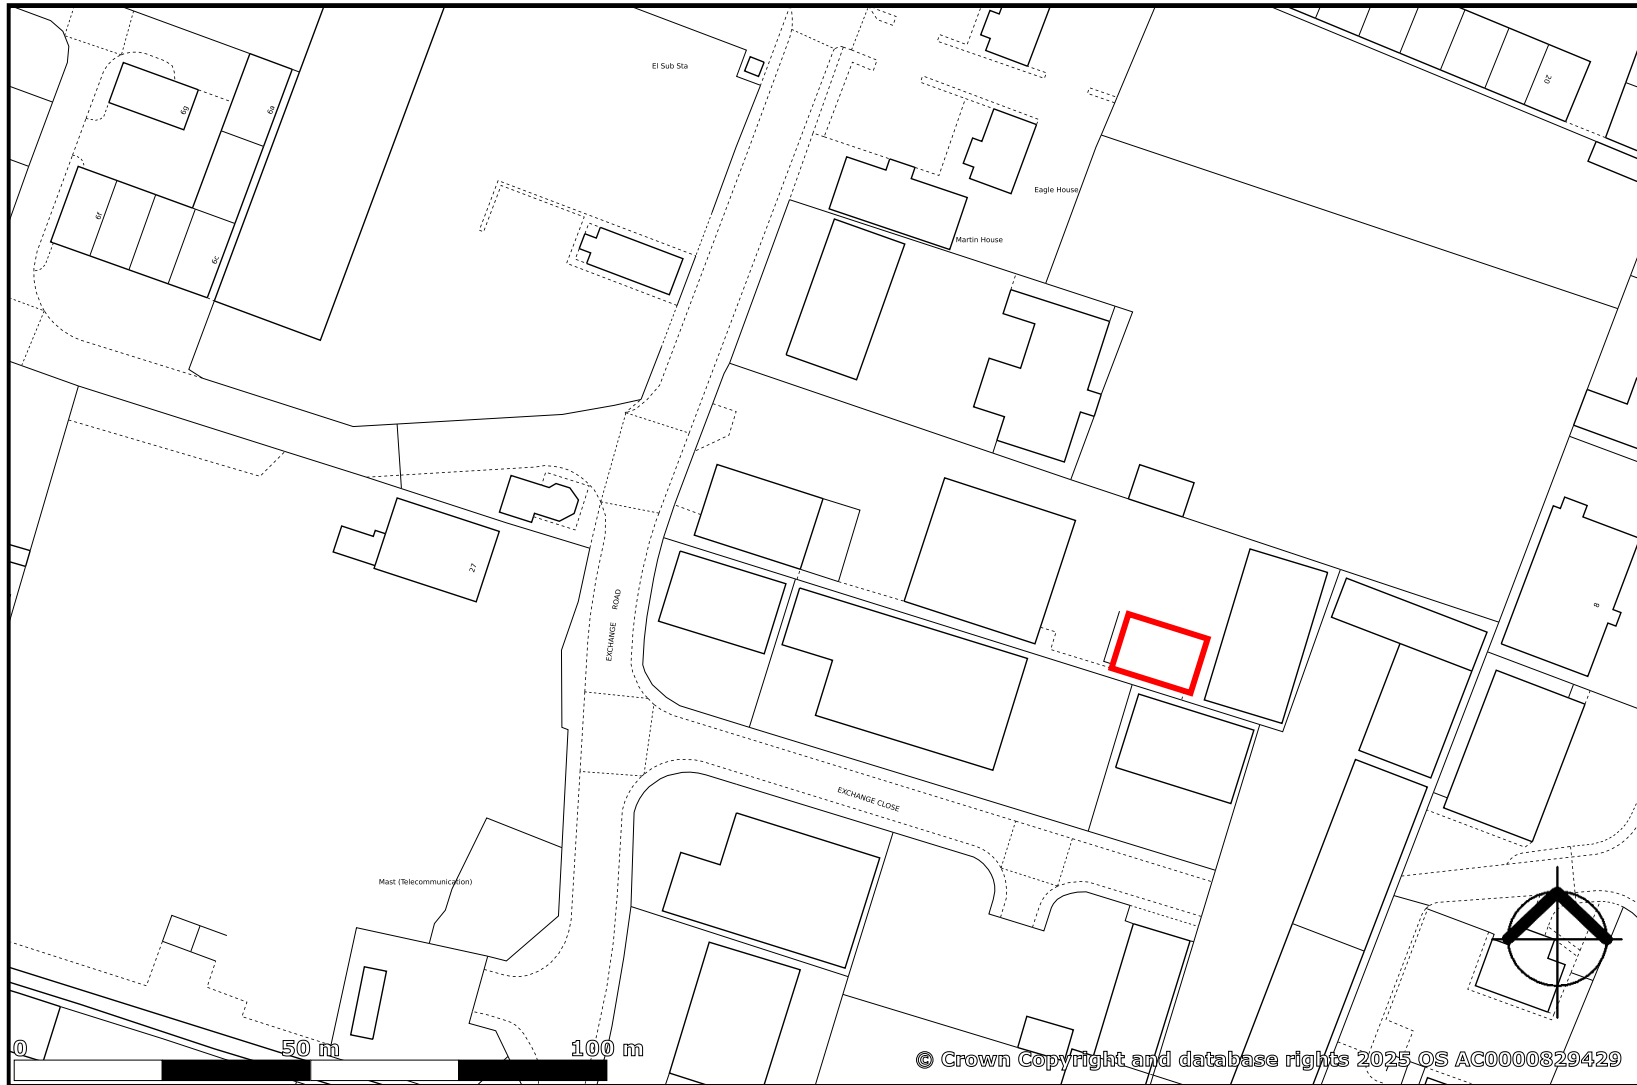 El Sub Sta
20
6g
6a
Eagle House
6f
Martin House
6c
27
EXCHANGE ROAD
8
EXCHANGE CLOSE
Mast (Telecommunication)
0 50 m 100 m
© Crown Copyright and database rights 2025 OS AC0000829429